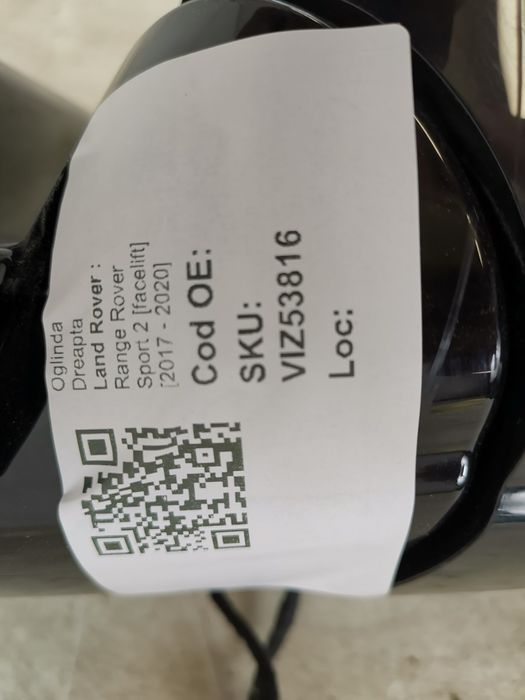 Oglinda
Dreapta
Land Rover :
Range Rover
Sport 2 [facelift]
[2017 - 2020]
Cod OE:
SKU:
VIZ53816
Loc: